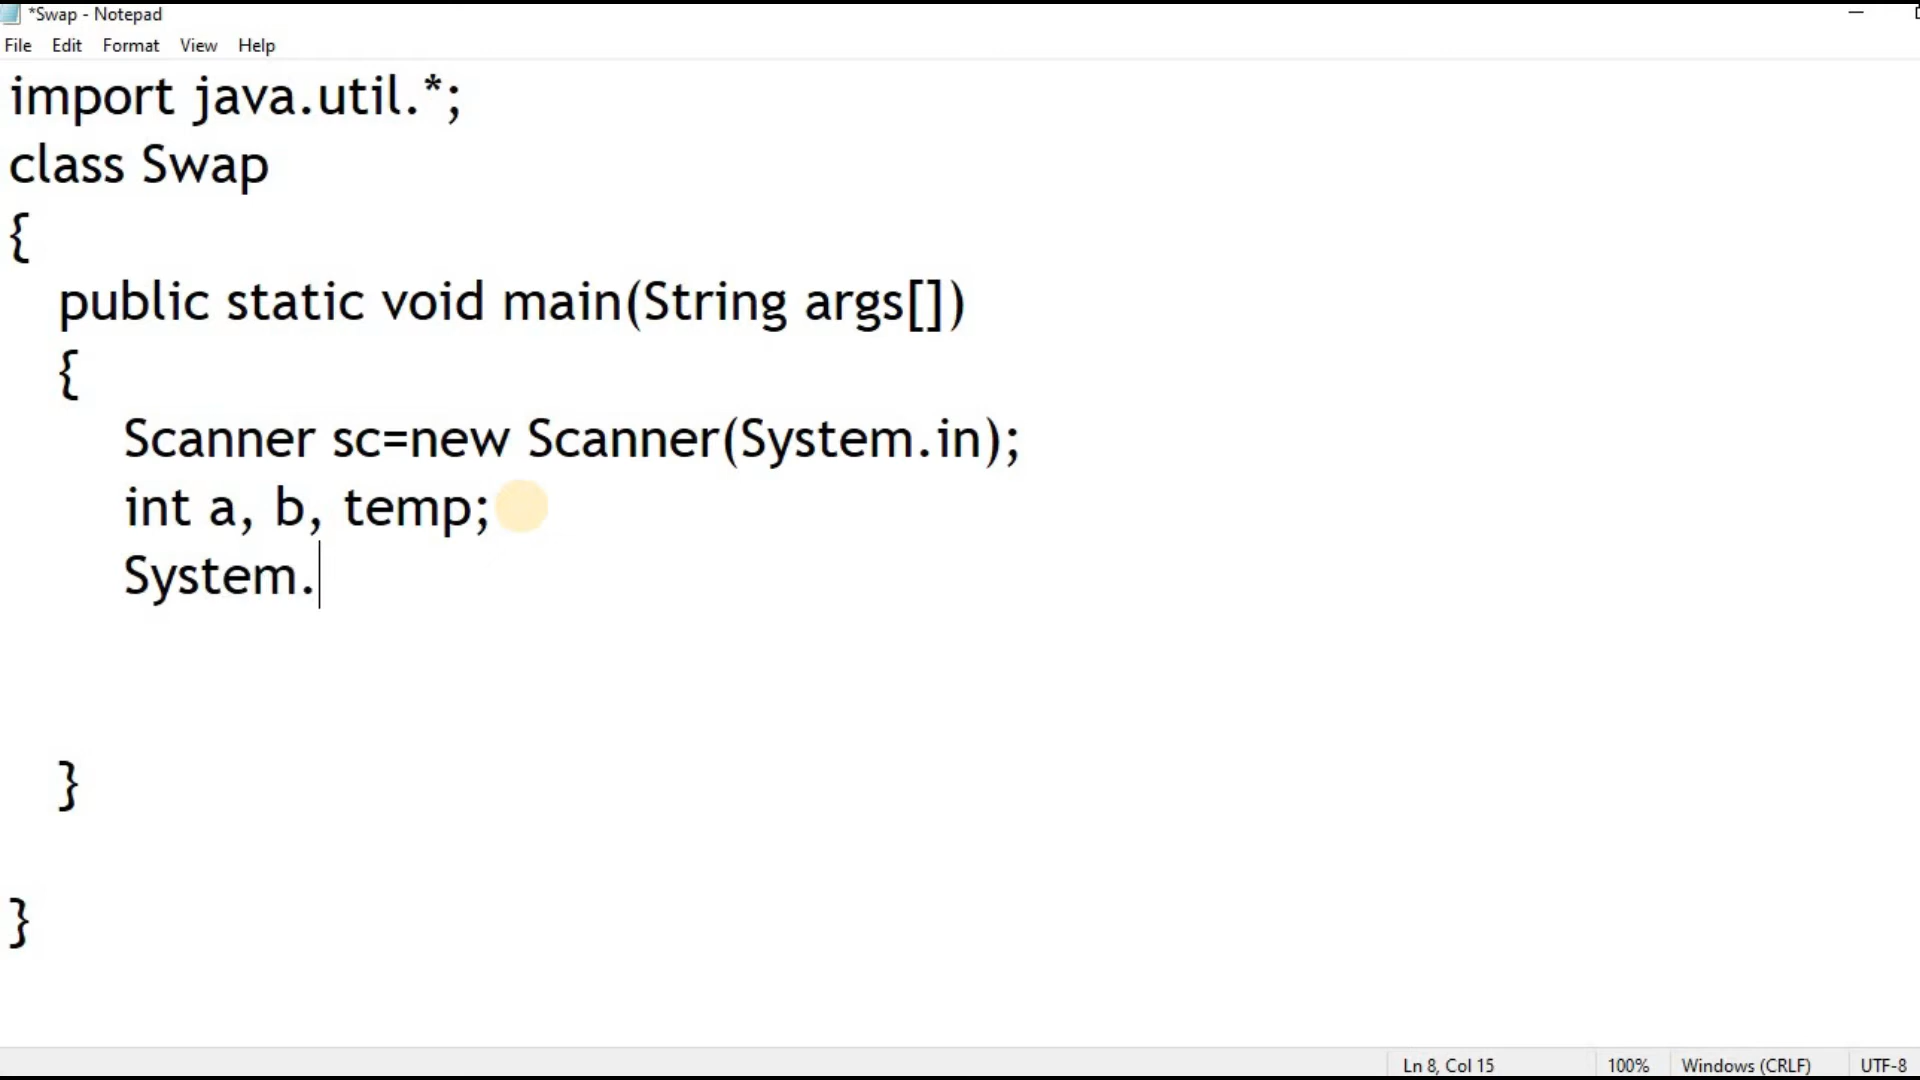 *Swap - Notepad
File Edit Format View Help
import java.util.*;
class Swap
{
public static void main(String args[])
{
Scanner sc=new Scanner(System.in);
int a, b, temp;
System.
}
}
Ln 8, Col 15 100% Windows (CRLF) UTF-8